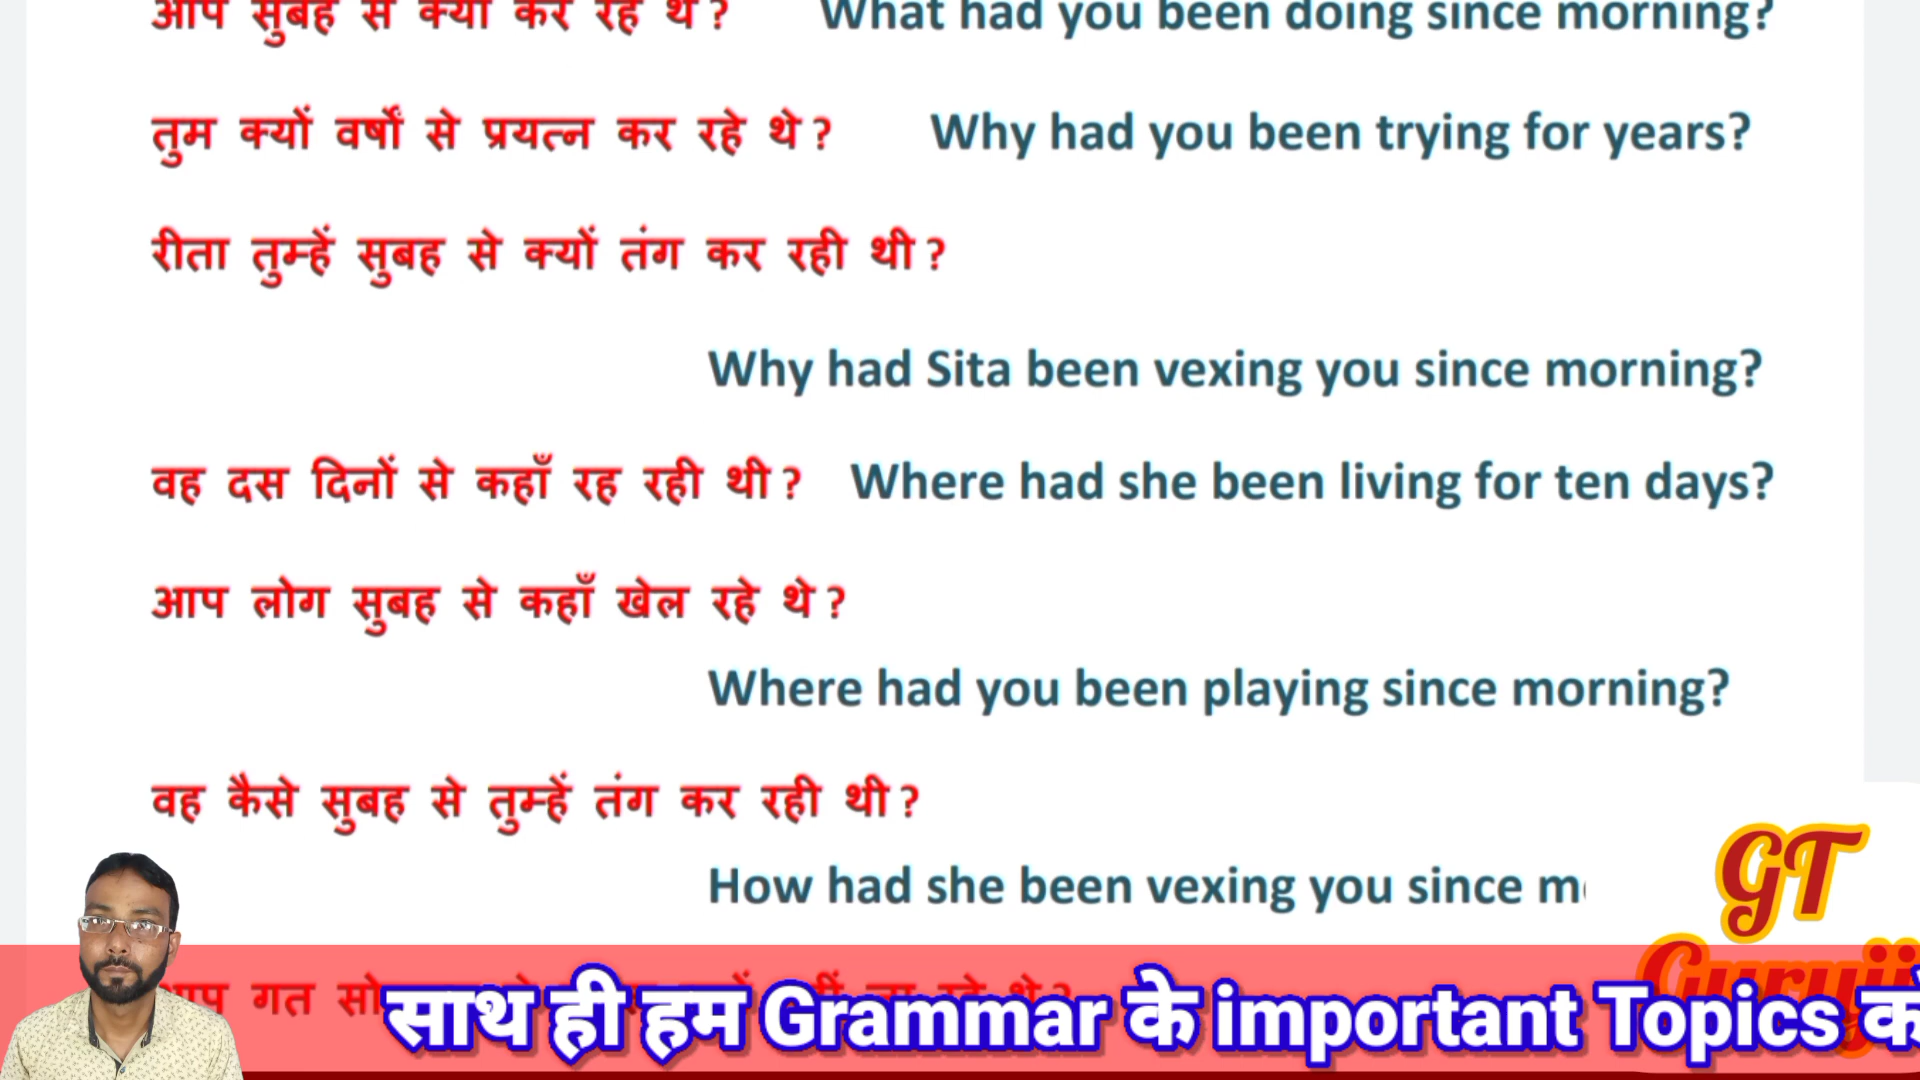 आप सुबह से क्या कर रहे थे ? What had you been doing since morning?
तुम क्यों वर्षों से प्रयत्न कर रहे थे ? Why had you been trying for years?
रीता तुम्हें सुबह से क्यों तंग कर रही थी ?
Why had Sita been vexing you since morning?
वह दस दिनों से कहाँ रह रही थी ? Where had she been living for ten days?
आप लोग सुबह से कहाँ खेल रहे थे ?
Where had you been playing since morning?
वह कैसे सुबह से तुम्हें तंग कर रही थी ?
How had she been vexing you since
GT
Guruji
आप गत
साथ ही हम Grammar के important Topics